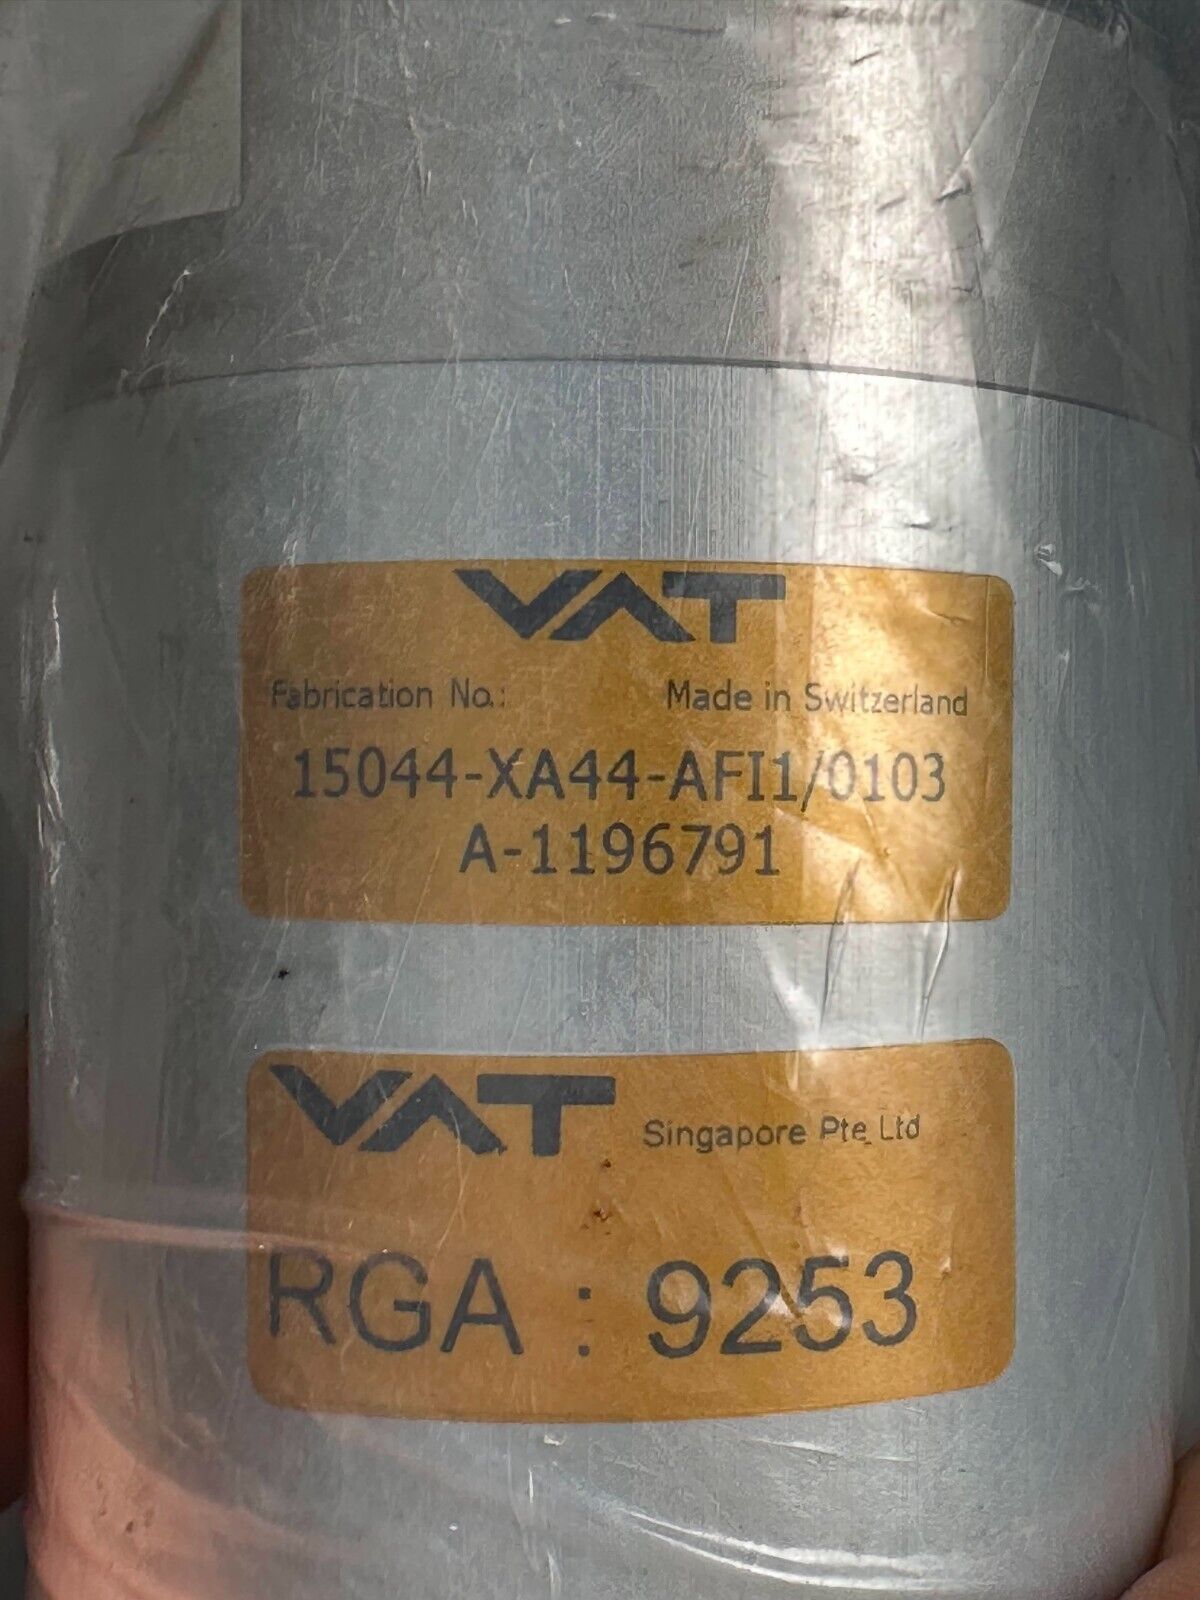 VAT
Fabrication No.: Made in Switzerland
15044-XA44-AFI1/0103
A-1196791
VAT Singapore Pte Ltd
RGA : 9253